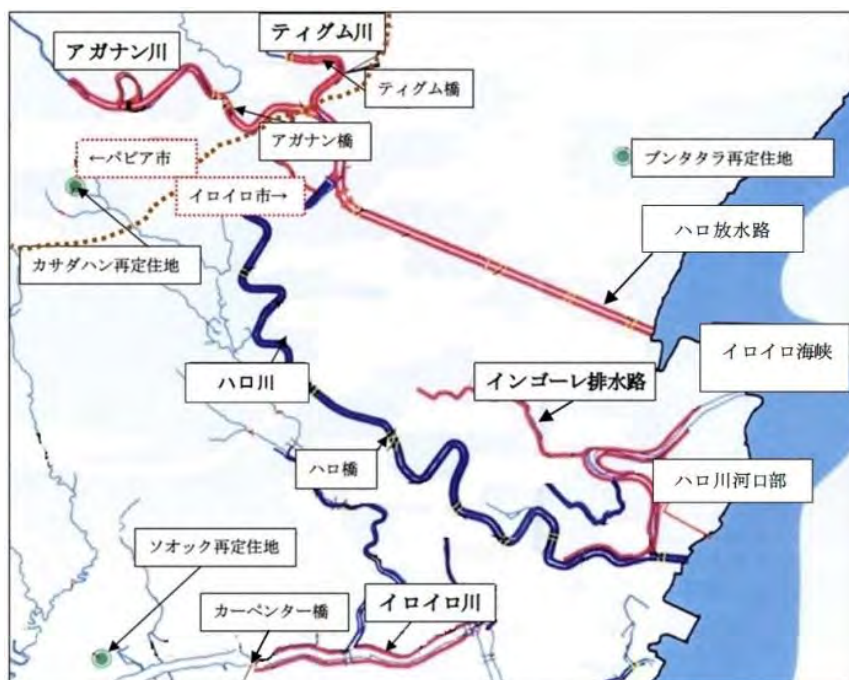 ティグム川
アガナン川
ティグム橋
アガナン橋
←パビア市
プンタタラ再定住地
イロイロ市→
ハロ放水路
カサダハン再定住地
イロイロ海峡
ハロ川
インゴーレ排水路
ハロ橋
ハロ川河口部
ソオック再定住地
カーペンター橋
イロイロ川